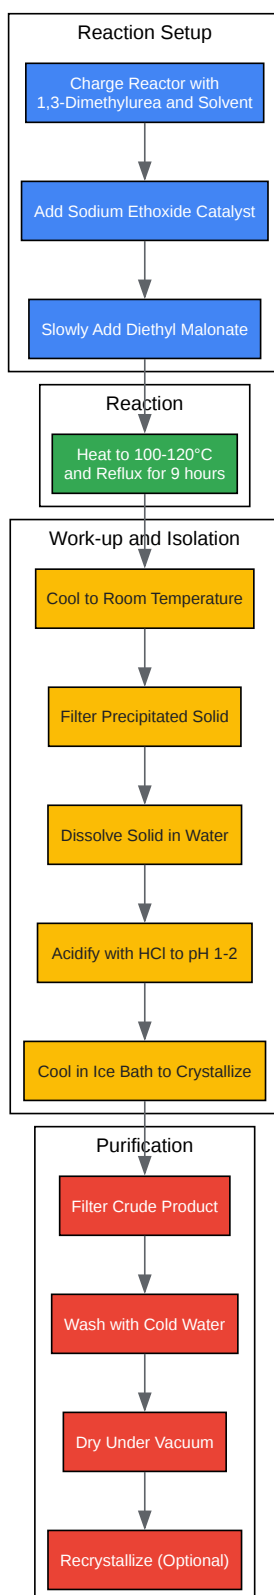 Reaction Setup
Charge Reactor with
1,3-Dimethylurea and Solvent
Add Sodium Ethoxide Catalyst
Slowly Add Diethyl Malonate
Reaction
Heat to 100-120°C
and Reflux for 9 hours
Work-up and Isolation
Cool to Room Temperature
Filter Precipitated Solid
Dissolve Solid in Water
Acidify with HCl to pH 1-2
Cool in Ice Bath to Crystallize
Purification
Filter Crude Product
Wash with Cold Water
Dry Under Vacuum
Recrystallize (Optional)